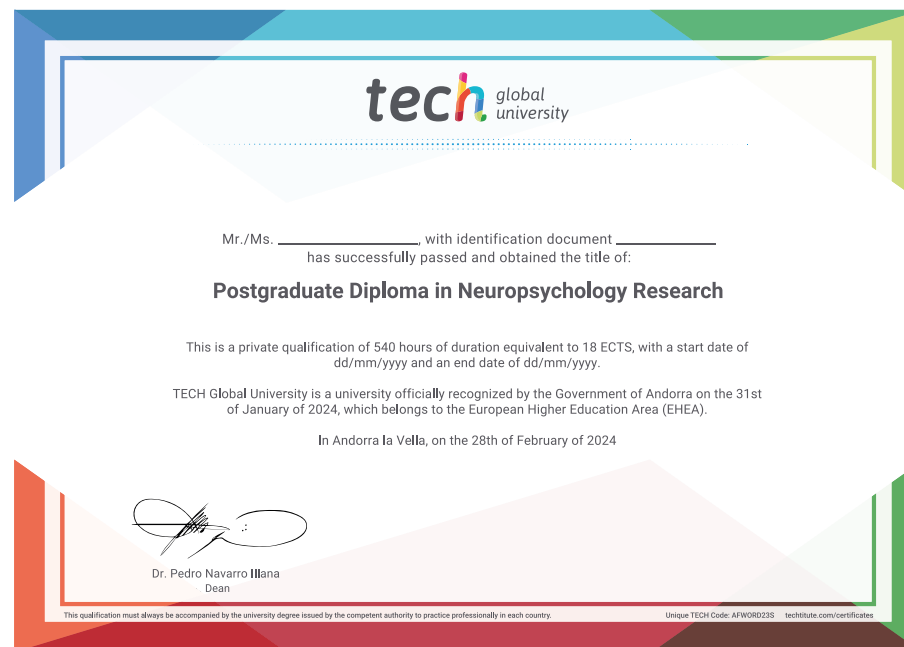 tech global
university
Mr./Ms. ____________, with identification document ____________
has successfully passed and obtained the title of:
Postgraduate Diploma in Neuropsychology Research
This is a private qualification of 540 hours of duration equivalent to 18 ECTS, with a start date of
dd/mm/yyyy and an end date of dd/mm/yyyy.
TECH Global University is a university officially recognized by the Government of Andorra on the 31st
of January of 2024, which belongs to the European Higher Education Area (EHEA).
In Andorra la Vella, on the 28th of February of 2024
Dr. Pedro Navarro Illana
Dean
This qualification must always be accompanied by the university degree issued by the competent authority to practice professionally in each country.
Unique TECH Code: AFWORD23S techtitute.com/certificates